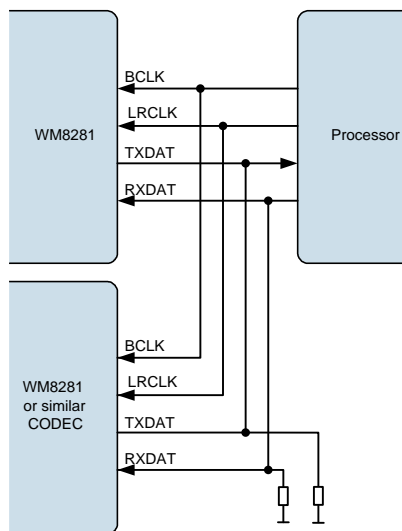 BCLK
LRCLK
WM8281
Processor
TXDAT
RXDAT
BCLK
LRCLK
WM8281
or similar
CODEC
TXDAT
RXDAT